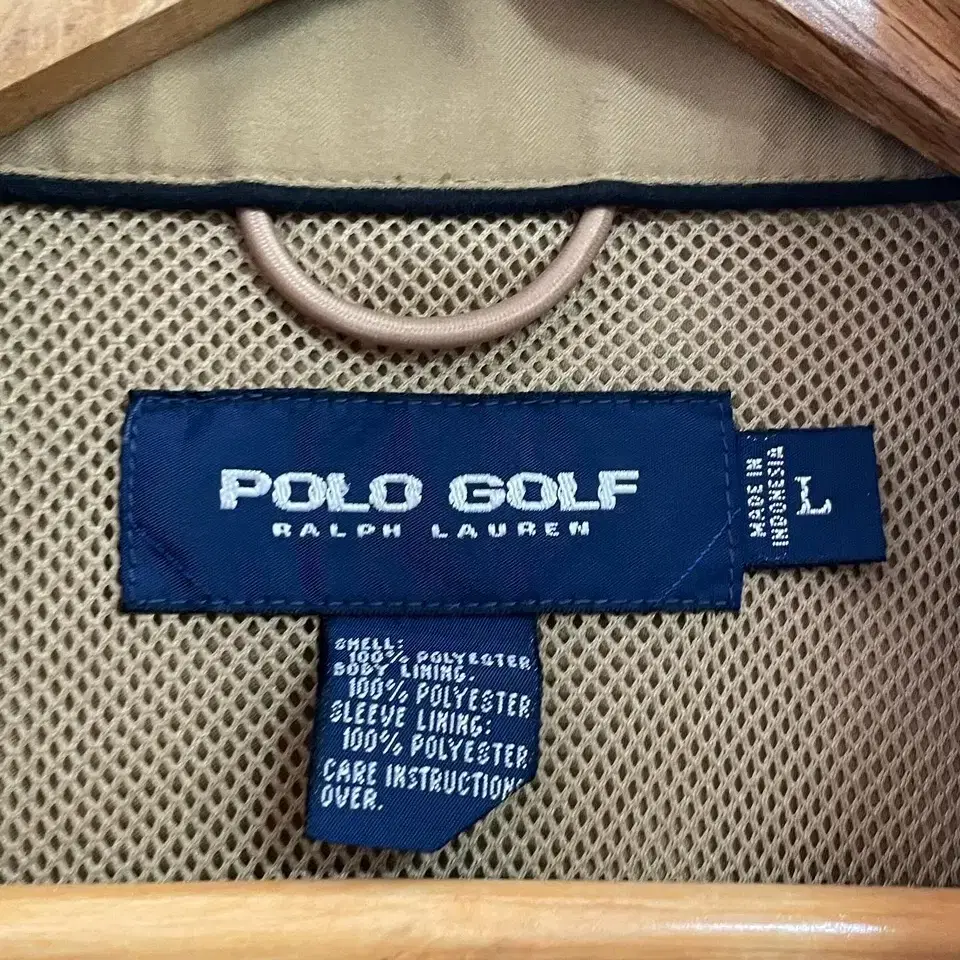 POLO GOLF
RALPH LAUREN
MADE IN
INDONESIA
L
SHELL:
100% POLYESTER
BODY LINING.
100% POLYESTER
SLEEVE LINING:
100% POLYESTER
CARE INSTRUCTION
OVER.